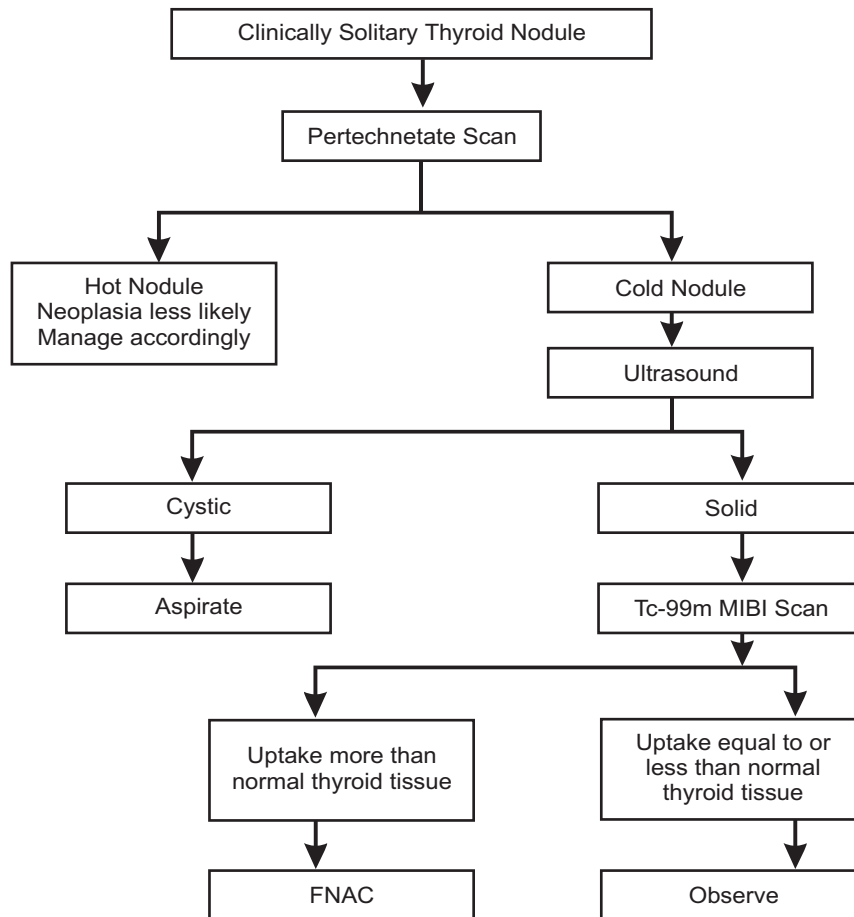 Clinically Solitary Thyroid Nodule
Pertechnetate Scan
Hot Nodule
Neoplasia less likely
Manage accordingly
Cold Nodule
Ultrasound
Cystic
Solid
Aspirate
Tc-99m MIBI Scan
Uptake more than
normal thyroid tissue
Uptake equal to or
less than normal
thyroid tissue
FNAC
Observe